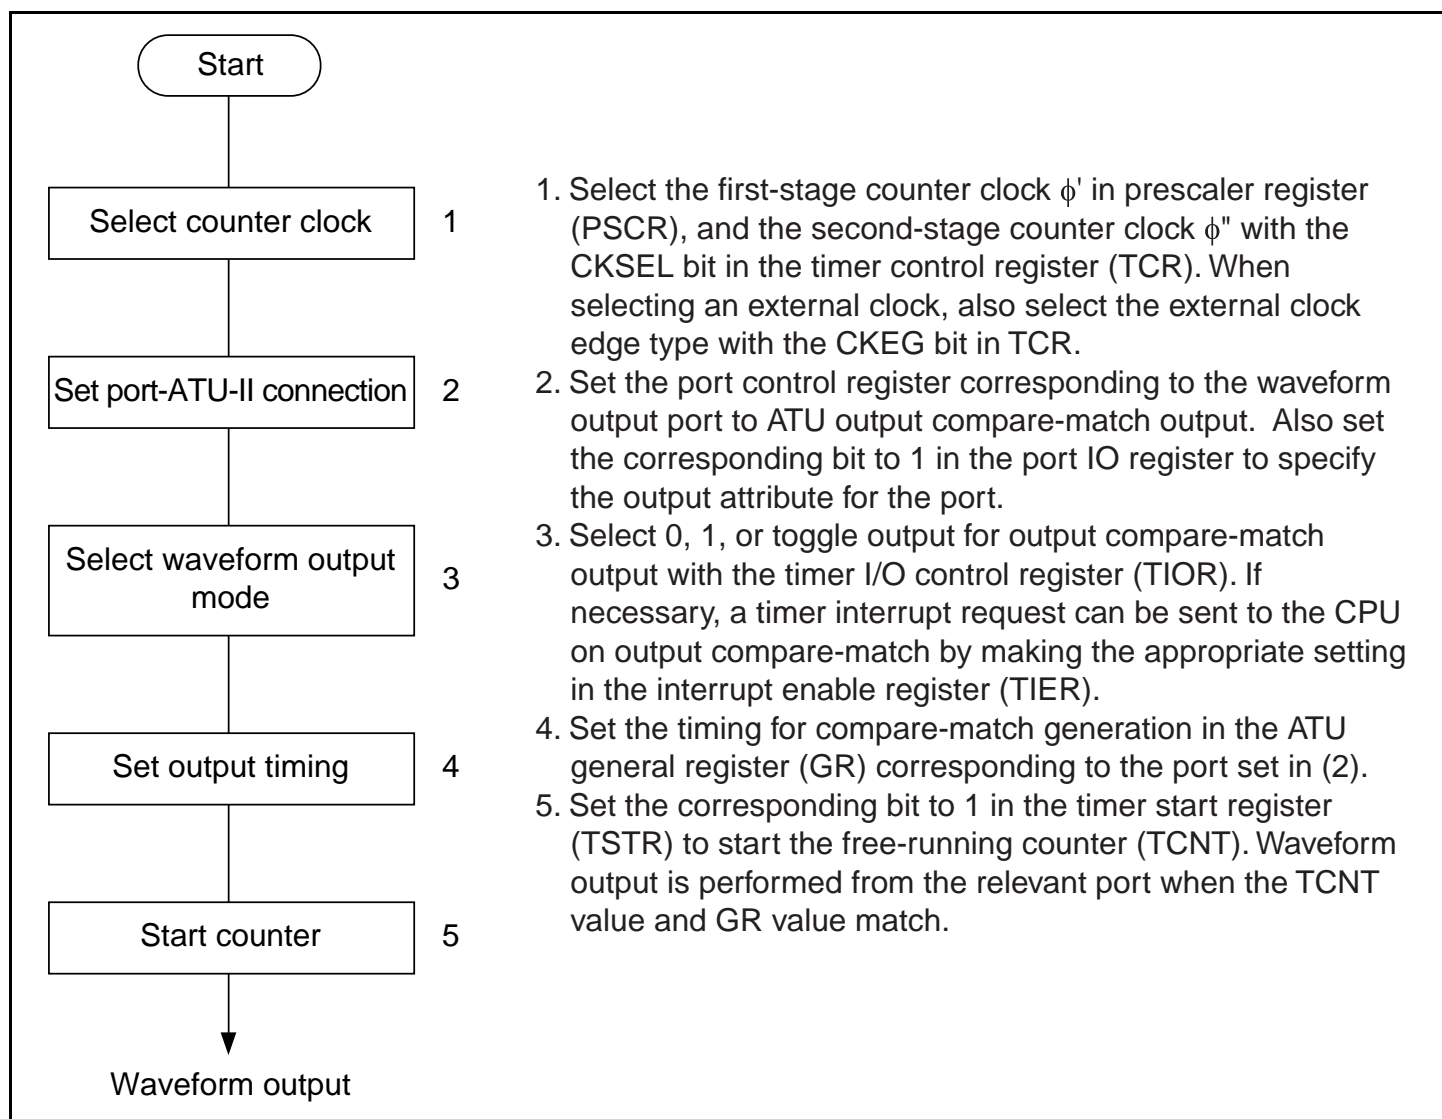 Start
Select counter clock
1
Set port-ATU-II connection
2
Select waveform output
mode
3
Set output timing
4
Start counter
5
Waveform output
1. Select the first-stage counter clock ϕ' in prescaler register
(PSCR), and the second-stage counter clock ϕ" with the
CKSEL bit in the timer control register (TCR). When
selecting an external clock, also select the external clock
edge type with the CKEG bit in TCR.
2. Set the port control register corresponding to the waveform
output port to ATU output compare-match output.  Also set
the corresponding bit to 1 in the port IO register to specify
the output attribute for the port.
3. Select 0, 1, or toggle output for output compare-match
output with the timer I/O control register (TIOR). If
necessary, a timer interrupt request can be sent to the CPU
on output compare-match by making the appropriate setting
in the interrupt enable register (TIER).
4. Set the timing for compare-match generation in the ATU
general register (GR) corresponding to the port set in (2).
5. Set the corresponding bit to 1 in the timer start register
(TSTR) to start the free-running counter (TCNT). Waveform
output is performed from the relevant port when the TCNT
value and GR value match.